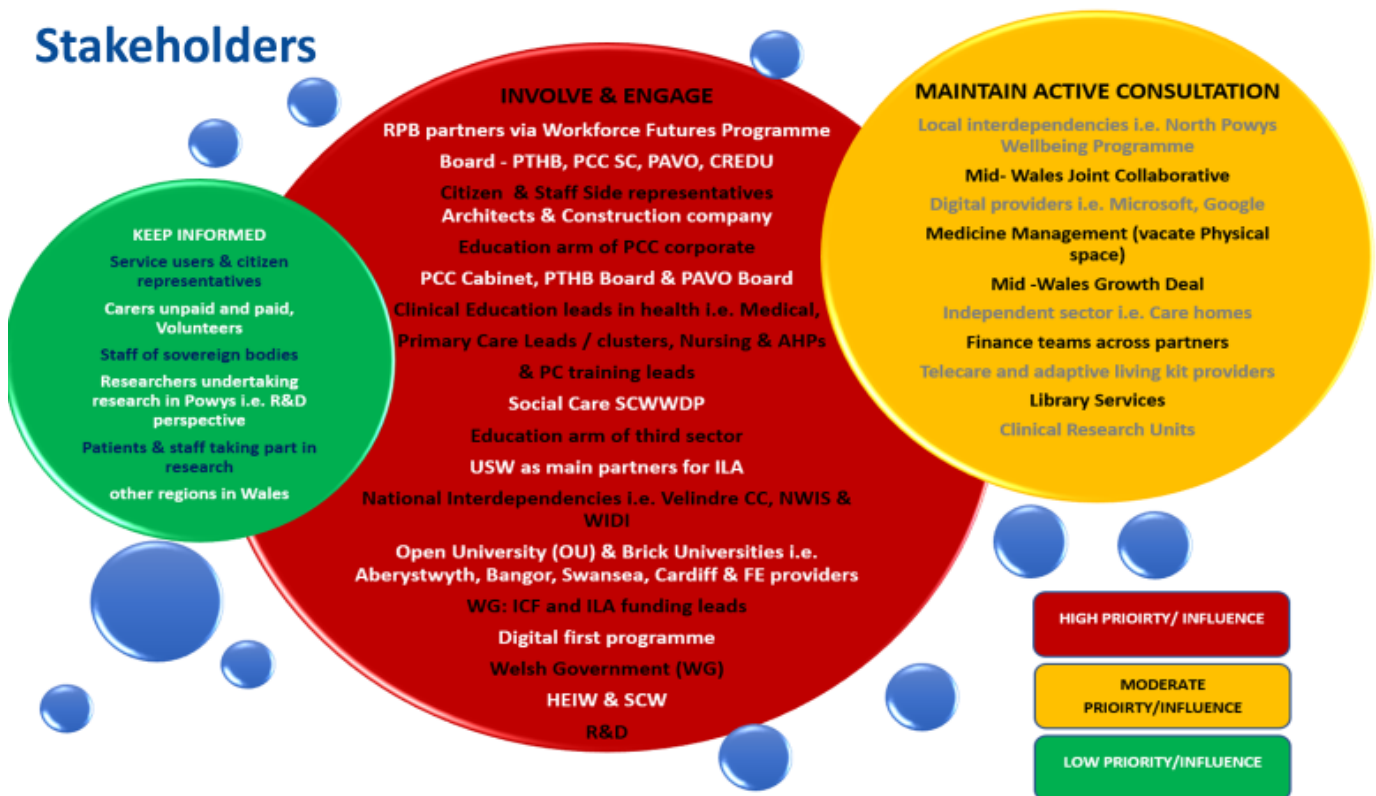 Stakeholders
KEEP INFORMED
Service users & citizen
representatives
Carers unpaid and paid,
Volunteers
Staff of sovereign bodies
Researchers undertaking
research in Powys i.e. R&D
perspective
Patients & staff taking part in
research
other regions in Wales
INVOLVE & ENGAGE
RPB partners via Workforce Futures Programme
Board - PTHB, PCC SC, PAVO, CREDU
Citizen & Staff Side representatives
Architects & Construction company
Education arm of PCC corporate
PCC Cabinet, PTHB Board & PAVO Board
Clinical Education leads in health i.e. Medical,
Primary Care Leads / clusters, Nursing & AHPs
& PC training leads
Social Care SCWWDP
Education arm of third sector
USW as main partners for ILA
National Interdependencies i.e. Velindre CC, NWIS &
WIDI
Open University (OU) & Brick Universities i.e.
Aberystwyth, Bangor, Swansea, Cardiff & FE providers
WG: ICF and ILA funding leads
Digital first programme
Welsh Government (WG)
HEIW & SCW
R&D
MAINTAIN ACTIVE CONSULTATION
Local interdependencies i.e. North Powys
Wellbeing Programme
Mid- Wales Joint Collaborative
Digital providers i.e. Microsoft, Google
Medicine Management (vacate Physical
space)
Mid -Wales Growth Deal
Independent sector i.e. Care homes
Finance teams across partners
Telecare and adaptive living kit providers
Library Services
Clinical Research Units
HIGH PRIOIRTY/ INFLUENCE
MODERATE
PRIOIRTY/INFLUENCE
LOW PRIORITY/INFLUENCE